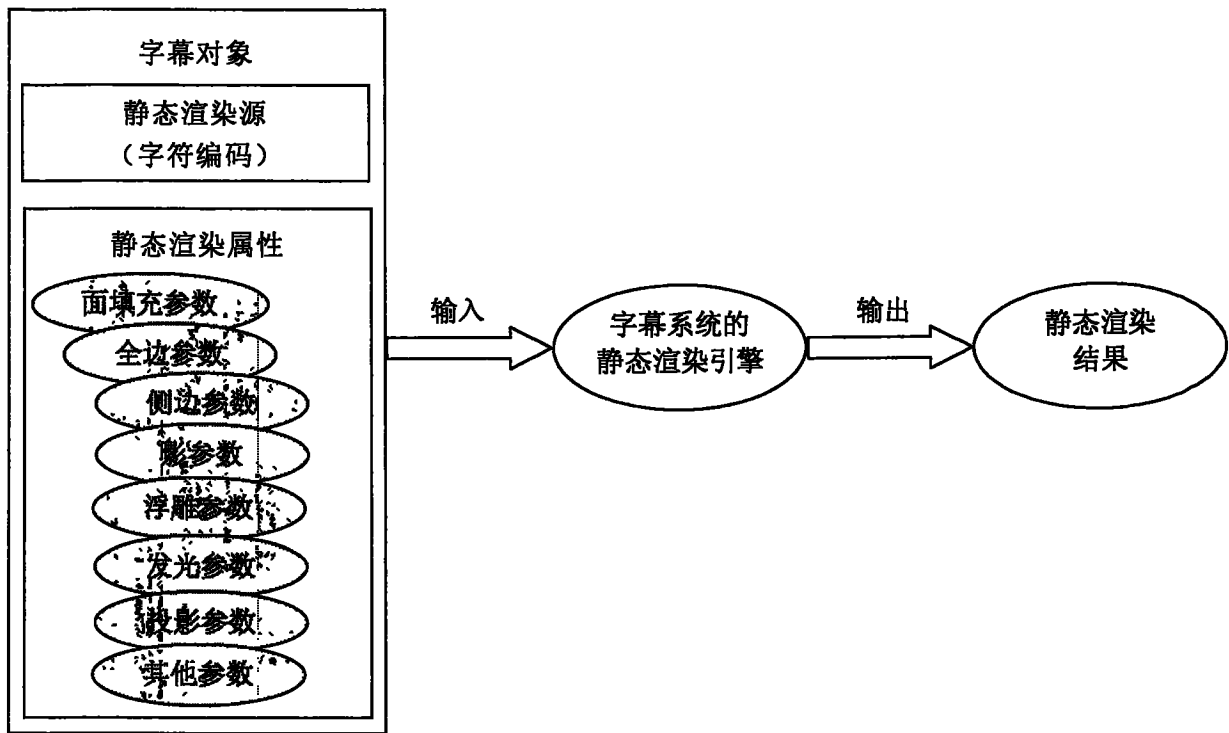 字幕对象
静态渲染源
（字符编码）
静态渲染属性
面填充参数
全边参数
侧边参数
影参数
浮雕参数
发光参数
投影参数
其他参数
输入
字幕系统的
静态渲染引擎
输出
静态渲染
结果